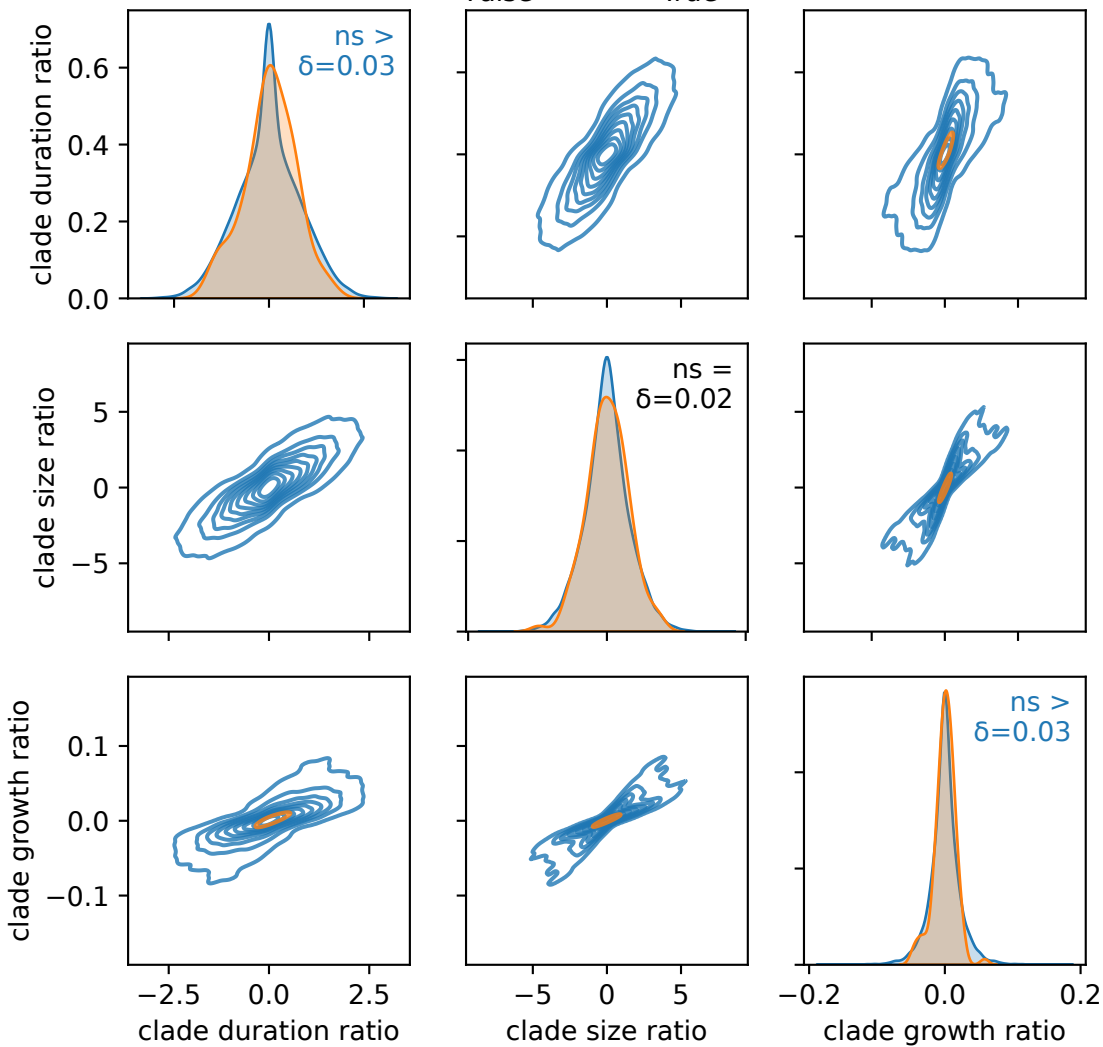 clade duration ratio
0.6
0.4
0.2
0.0
ns >
δ=0.03
clade size ratio
5
0
−5
ns =
δ=0.02
clade growth ratio
0.1
0.0
−0.1
ns >
δ=0.03
−2.5 0.0 2.5
clade duration ratio
−5 0 5
clade size ratio
−0.2 0.0 0.2
clade growth ratio